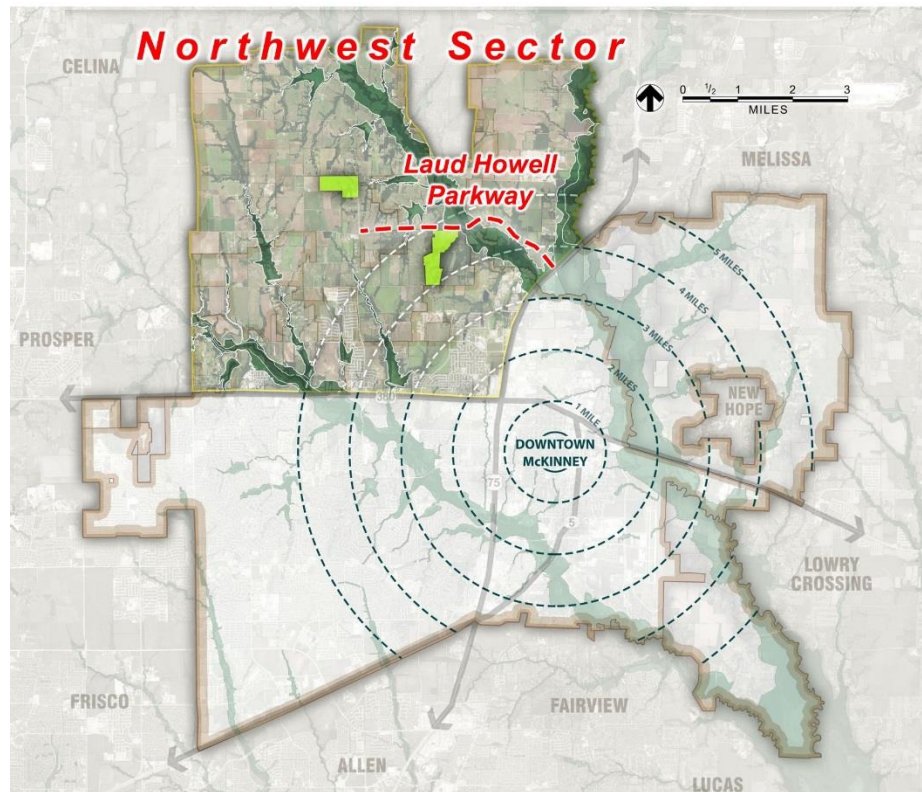 Northwest Sector
CELINA
0 1/2 1 2 3
MILES
MELISSA
Laud Howell
Parkway
5 MILES
4 MILES
3 MILES
2 MILES
1 MILE
PROSPER
380
NEW
HOPE
DOWNTOWN
McKINNEY
75
5
LOWRY
CROSSING
FRISCO
FAIRVIEW
ALLEN
LUCAS